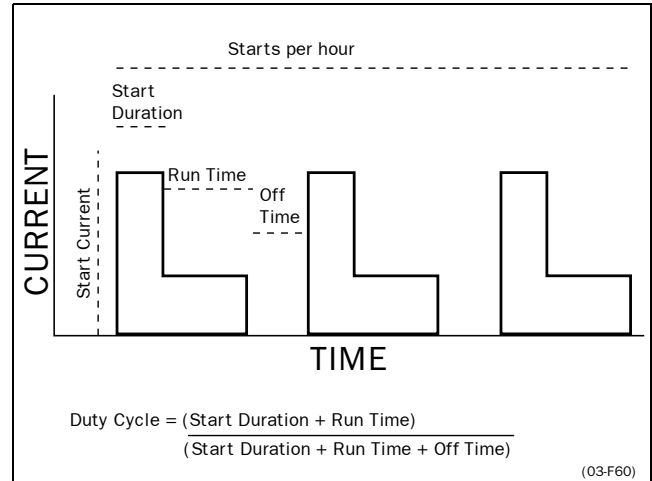 Starts per hour
Start
Duration
Run Time
Off
Time
Start Current
CURRENT
TIME
Duty Cycle = (Start Duration + Run Time)
(Start Duration + Run Time + Off Time)
(03-F60)